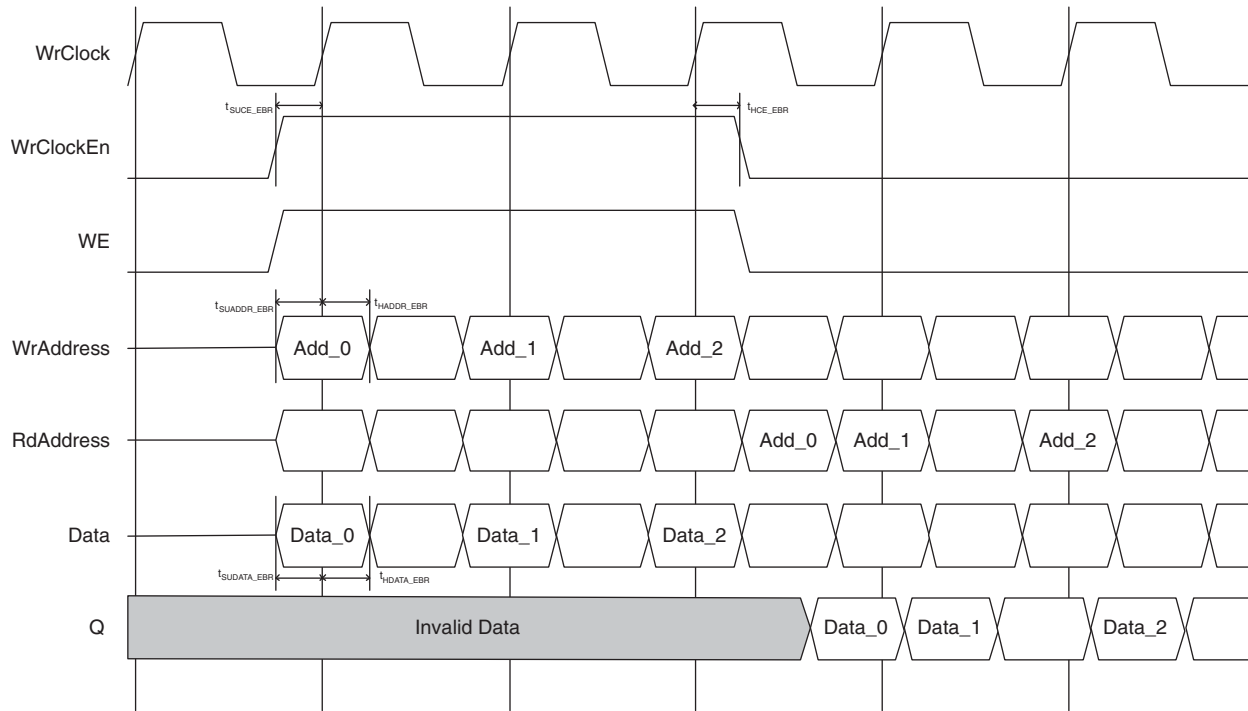 WrClock
tSUCE_EBR
tHCE_EBR
WrClockEn
WE
tSUADDR_EBR
tHADDR_EBR
WrAddress
Add_0
Add_1
Add_2
RdAddress
Add_0
Add_1
Add_2
Data
Data_0
Data_1
Data_2
tSUDATA_EBR
tHDATA_EBR
Q
Invalid Data
Data_0
Data_1
Data_2